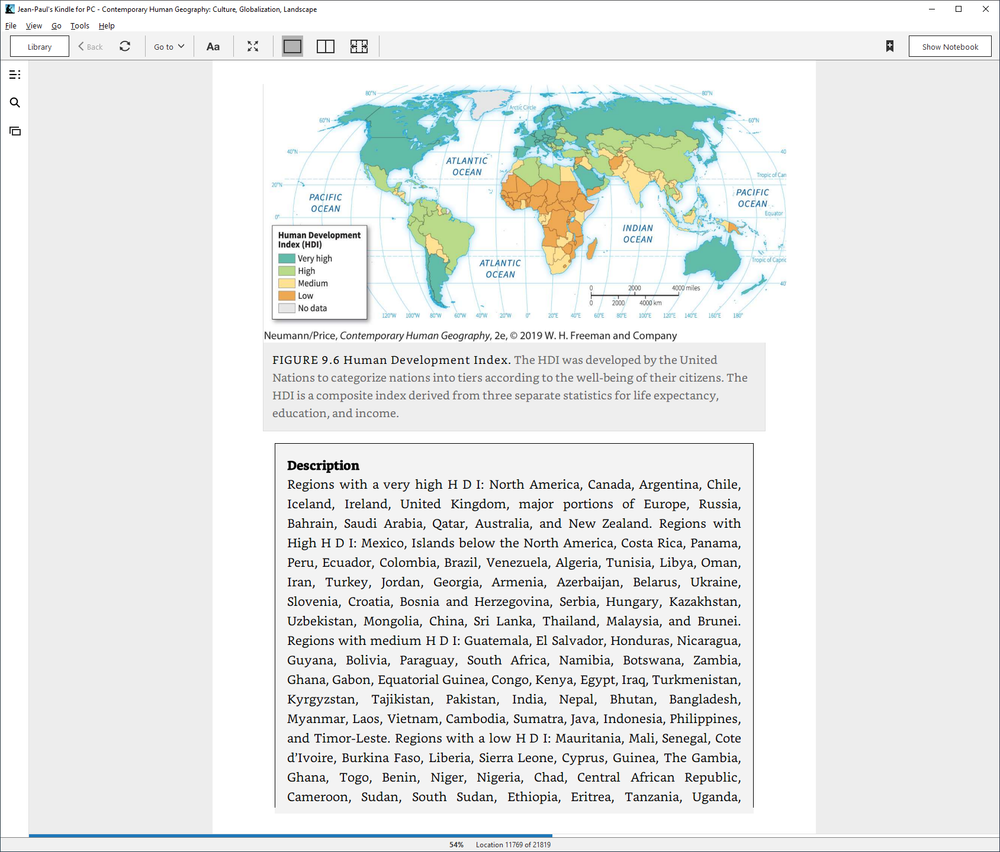 Jean-Paul's Kindle for PC - Contemporary Human Geography: Culture, Globalization, Landscape
File View Go Tools Help
Library Back Go to Aa Show Notebook
80°N 80°N
Arctic Circle
60°N 60°N
40°N 40
ATLANTIC
OCEAN
Tropic of Can
20°N
PACIFIC
OCEAN
PACIFIC
OCEAN
Equator
0°
INDIAN
OCEAN
Human Development
Index (HDI)
Very high
High
Medium
Low
No data
Tropic of Capric
ATLANTIC
OCEAN
40°
0 2000 4000 miles
0 2000 4000 km
120°W 100°W 80°W 60°W 40°W 20°W 0° 20°E 40°E 60°E 80°E 100°E 120°E 140°E 160°E 180°
Neumann/Price, Contemporary Human Geography, 2e, © 2019 W. H. Freeman and Company
FIGURE 9.6 Human Development Index. The HDI was developed by the United
Nations to categorize nations into tiers according to the well-being of their citizens. The
HDI is a composite index derived from three separate statistics for life expectancy,
education, and income.
Description
Regions with a very high H D I: North America, Canada, Argentina, Chile,
Iceland, Ireland, United Kingdom, major portions of Europe, Russia,
Bahrain, Saudi Arabia, Qatar, Australia, and New Zealand. Regions with
High H D I: Mexico, Islands below the North America, Costa Rica, Panama,
Peru, Ecuador, Colombia, Brazil, Venezuela, Algeria, Tunisia, Libya, Oman,
Iran, Turkey, Jordan, Georgia, Armenia, Azerbaijan, Belarus, Ukraine,
Slovenia, Croatia, Bosnia and Herzegovina, Serbia, Hungary, Kazakhstan,
Uzbekistan, Mongolia, China, Sri Lanka, Thailand, Malaysia, and Brunei.
Regions with medium H D I: Guatemala, El Salvador, Honduras, Nicaragua,
Guyana, Bolivia, Paraguay, South Africa, Namibia, Botswana, Zambia,
Ghana, Gabon, Equatorial Guinea, Congo, Kenya, Egypt, Iraq, Turkmenistan,
Kyrgyzstan, Tajikistan, Pakistan, India, Nepal, Bhutan, Bangladesh,
Myanmar, Laos, Vietnam, Cambodia, Sumatra, Java, Indonesia, Philippines,
and Timor-Leste. Regions with a low H D I: Mauritania, Mali, Senegal, Cote
d’Ivoire, Burkina Faso, Liberia, Sierra Leone, Cyprus, Guinea, The Gambia,
Ghana, Togo, Benin, Niger, Nigeria, Chad, Central African Republic,
Cameroon, Sudan, South Sudan, Ethiopia, Eritrea, Tanzania, Uganda,
54% Location 11769 of 21819